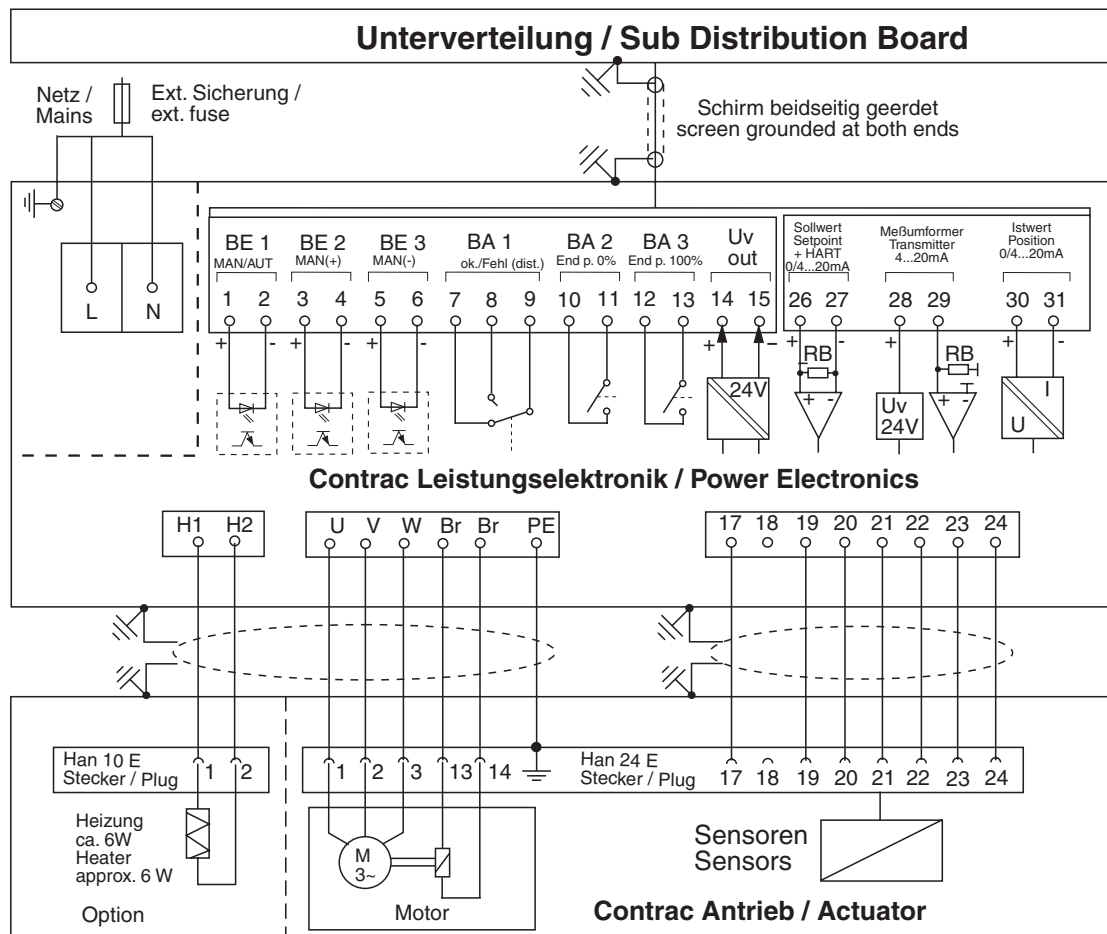 Unterverteilung / Sub Distribution Board
Netz /
Mains
Ext. Sicherung /
ext. fuse
Schirm beidseitig geerdet
screen grounded at both ends
L
N
BE 1
MAN/AUT
BE 2
MAN(+)
BE 3
MAN(-)
BA 1
ok./Fehl (dist.)
BA 2
End p. 0%
BA 3
End p. 100%
Uv
out
Sollwert
Setpoint
+ HART
0/4...20mA
Meßumformer
Transmitter
4...20mA
Istwert
Position
0/4...20mA
1 2 3 4 5 6 7 8 9 10 11 12 13 14 15 26 27 28 29 30 31
+ - + - + - + - + - + + -
24V
RB
+ -
Uv
24V
RB
+ -
I
U
Contrac Leistungselektronik / Power Electronics
H1 H2
U V W Br Br PE
17 18 19 20 21 22 23 24
Han 10 E
Stecker / Plug
1 2
1 2 3 13 14
Han 24 E
Stecker / Plug
17 18 19 20 21 22 23 24
Heizung
ca. 6W
Heater
approx. 6 W
Option
M
3~
Motor
Sensoren
Sensors
Contrac Antrieb / Actuator